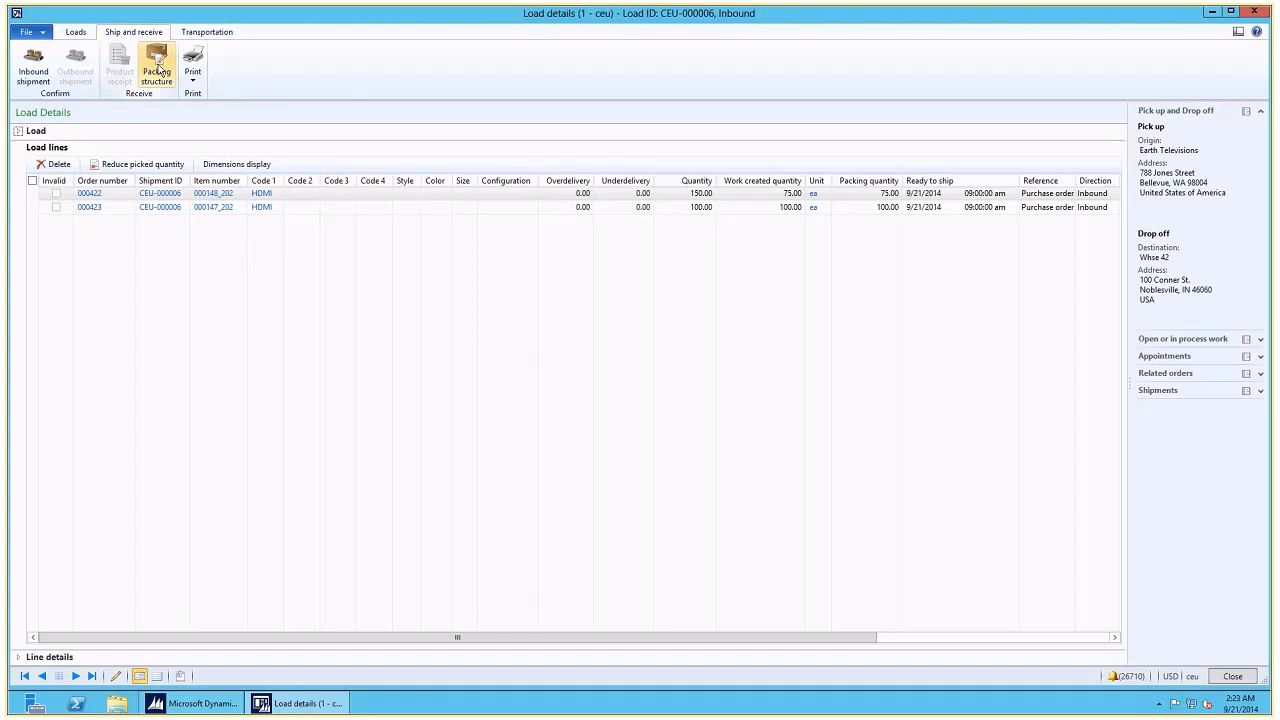 Load details (1 - ceu) - Load ID: CEU-000006, Inbound
File Loads Ship and receive Transportation
Inbound shipment Outbound shipment Product receipt Packing structure Print
Confirm Receive Print
Load Details
Load
Load lines
Delete Reduce picked quantity Dimensions display
Invalid Order number Shipment ID Item number Code 1 Code 2 Code 3 Code 4 Style Color Size Configuration Overdelivery Underdelivery Quantity Work created quantity Unit Packing quantity Ready to ship Reference Direction
000422 CEU-000006 000148_202 HDMI 0.00 0.00 150.00 75.00 ea 75.00 9/21/2014 09:00:00 am Purchase order Inbound
000423 CEU-000006 000147_202 HDMI 0.00 0.00 100.00 100.00 ea 100.00 9/21/2014 09:00:00 am Purchase order Inbound
Pick up and Drop off
Pick up
Origin:
Earth Televisions
Address:
788 Jones Street
Bellevue, WA 98004
United States of America
Drop off
Destination:
Whse 42
Address:
100 Conner St.
Noblesville, IN 46060
USA
Open or in process work
Appointments
Related orders
Shipments
Line details
(26710) USD ceu Close
Microsoft Dynami... Load details (1 - c...
2:23 AM
9/21/2014